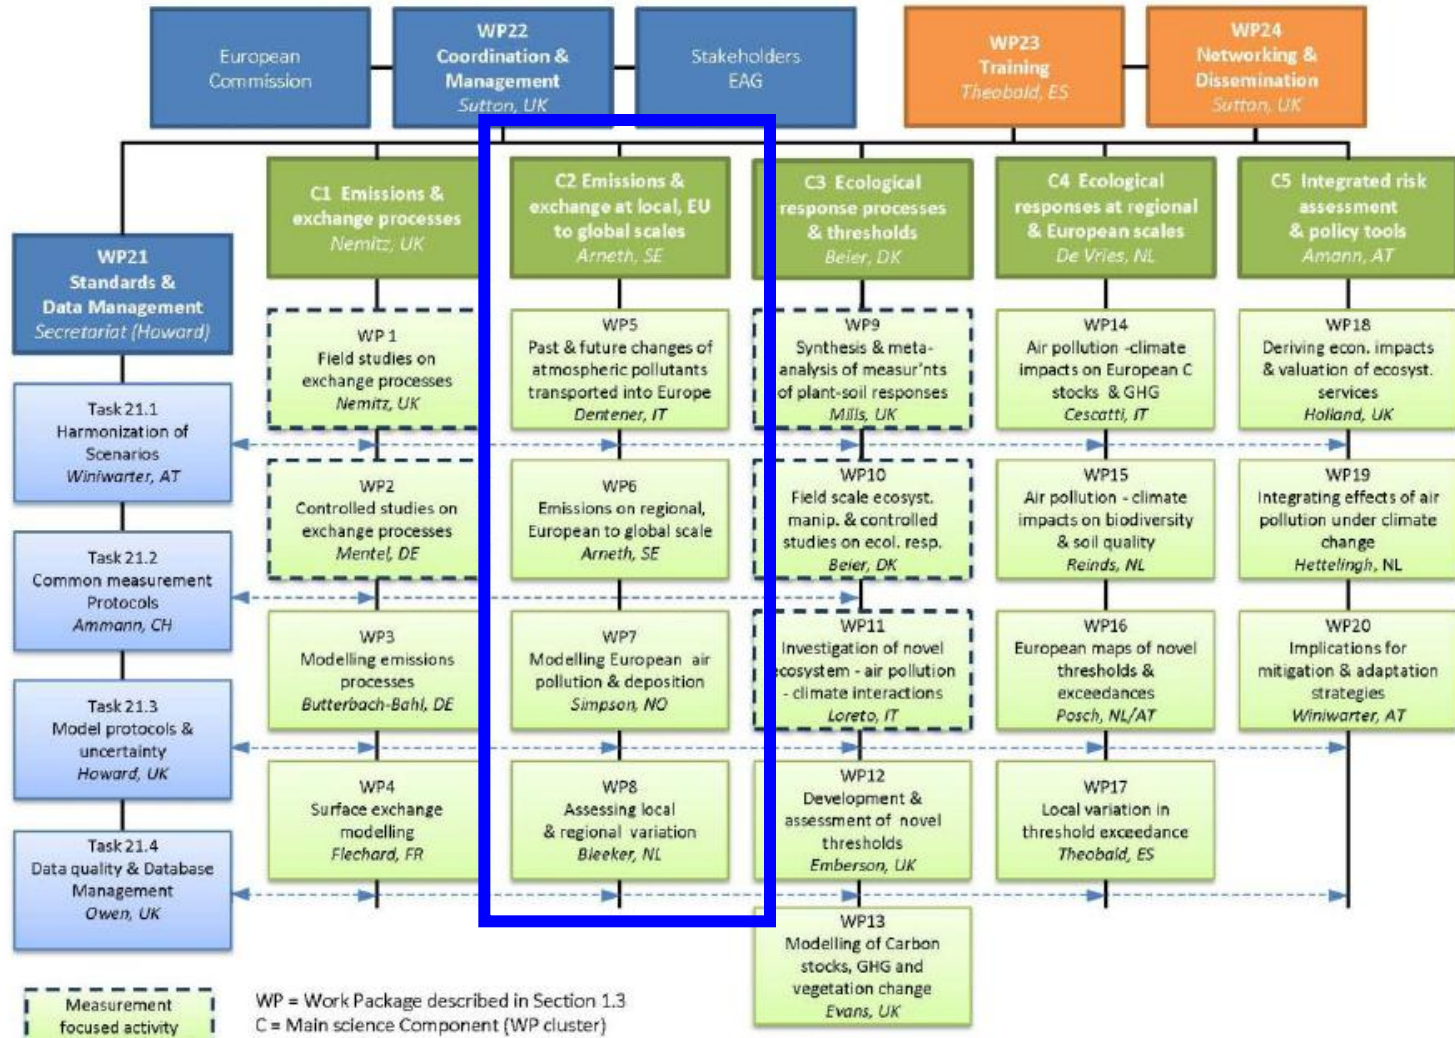 European
Commission
WP22
Coordination &
Management
Sutton, UK
Stakeholders
EAG
WP23
Training
Theobald, ES
WP24
Networking &
Dissemination
Sutton, UK
WP21
Standards &
Data Management
Secretariat (Howard)
Task 21.1
Harmonization of
Scenarios
Winiwarter, AT
Task 21.2
Common measurement
Protocols
Ammann, CH
Task 21.3
Model protocols &
uncertainty
Howard, UK
Task 21.4
Data quality & Database
Management
Owen, UK
C1 Emissions &
exchange processes
Nemitz, UK
WP 1
Field studies on
exchange processes
Nemitz, UK
WP2
Controlled studies on
exchange processes
Mentel, DE
WP3
Modelling emissions
processes
Butterbach-Bahl, DE
WP4
Surface exchange
modelling
Flechard, FR
C2 Emissions &
exchange at local, EU
to global scales
Arneth, SE
WP5
Past & future changes of
atmospheric pollutants
transported into Europe
Dentener, IT
WP6
Emissions on regional,
European to global scale
Arneth, SE
WP7
Modelling European air
pollution & deposition
Simpson, NO
WP8
Assessing local
& regional variation
Bleeker, NL
C3 Ecological
response processes
& thresholds
Beier, DK
WP9
Synthesis & meta-
analysis of measur'nts
of plant-soil responses
Mills, UK
WP10
Field scale ecosyst.
manip. & controlled
studies on ecol. resp.
Beier, DK
WP11
Investigation of novel
ecosystem - air pollution
- climate interactions
Loreto, IT
WP12
Development &
assessment of novel
thresholds
Emberson, UK
WP13
Modelling of Carbon
stocks, GHG and
vegetation change
Evans, UK
C4 Ecological
responses at regional
& European scales
De Vries, NL
WP14
Air pollution -climate
impacts on European C
stocks & GHG
Cescatti, IT
WP15
Air pollution - climate
impacts on biodiversity
& soil quality
Reinds, NL
WP16
European maps of novel
thresholds &
exceedances
Posch, NL/AT
WP17
Local variation in
threshold exceedance
Theobald, ES
C5 Integrated risk
assessment
& policy tools
Amann, AT
WP18
Deriving econ. impacts
& valuation of ecosyst.
services
Holland, UK
WP19
Integrating effects of air
pollution under climate
change
Hettelingh, NL
WP20
Implications for
mitigation & adaptation
strategies
Winiwarter, AT
Measurement
focused activity
WP = Work Package described in Section 1.3
C = Main science Component (WP cluster)